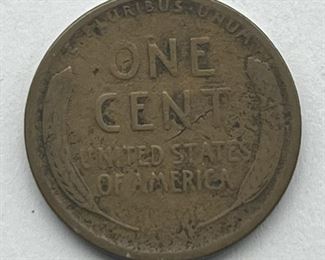 E·PLURIBUS·UNUM
ONE
CENT
UNITED STATES
OF AMERICA